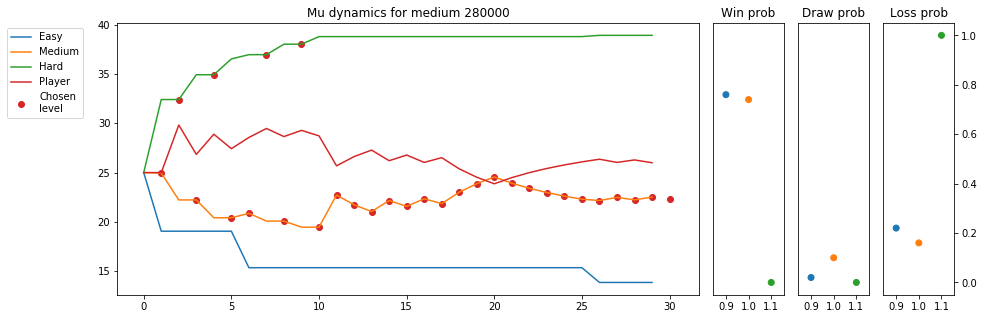 Mu dynamics for medium 280000
Win prob
Draw prob
Loss prob
Easy
Medium
Hard
Player
Chosen
level
40
35
30
25
20
15
0
5
10
15
20
25
30
0.9
1.0
1.1
0.9
1.0
1.1
0.9
1.0
1.1
1.0
0.8
0.6
0.4
0.2
0.0